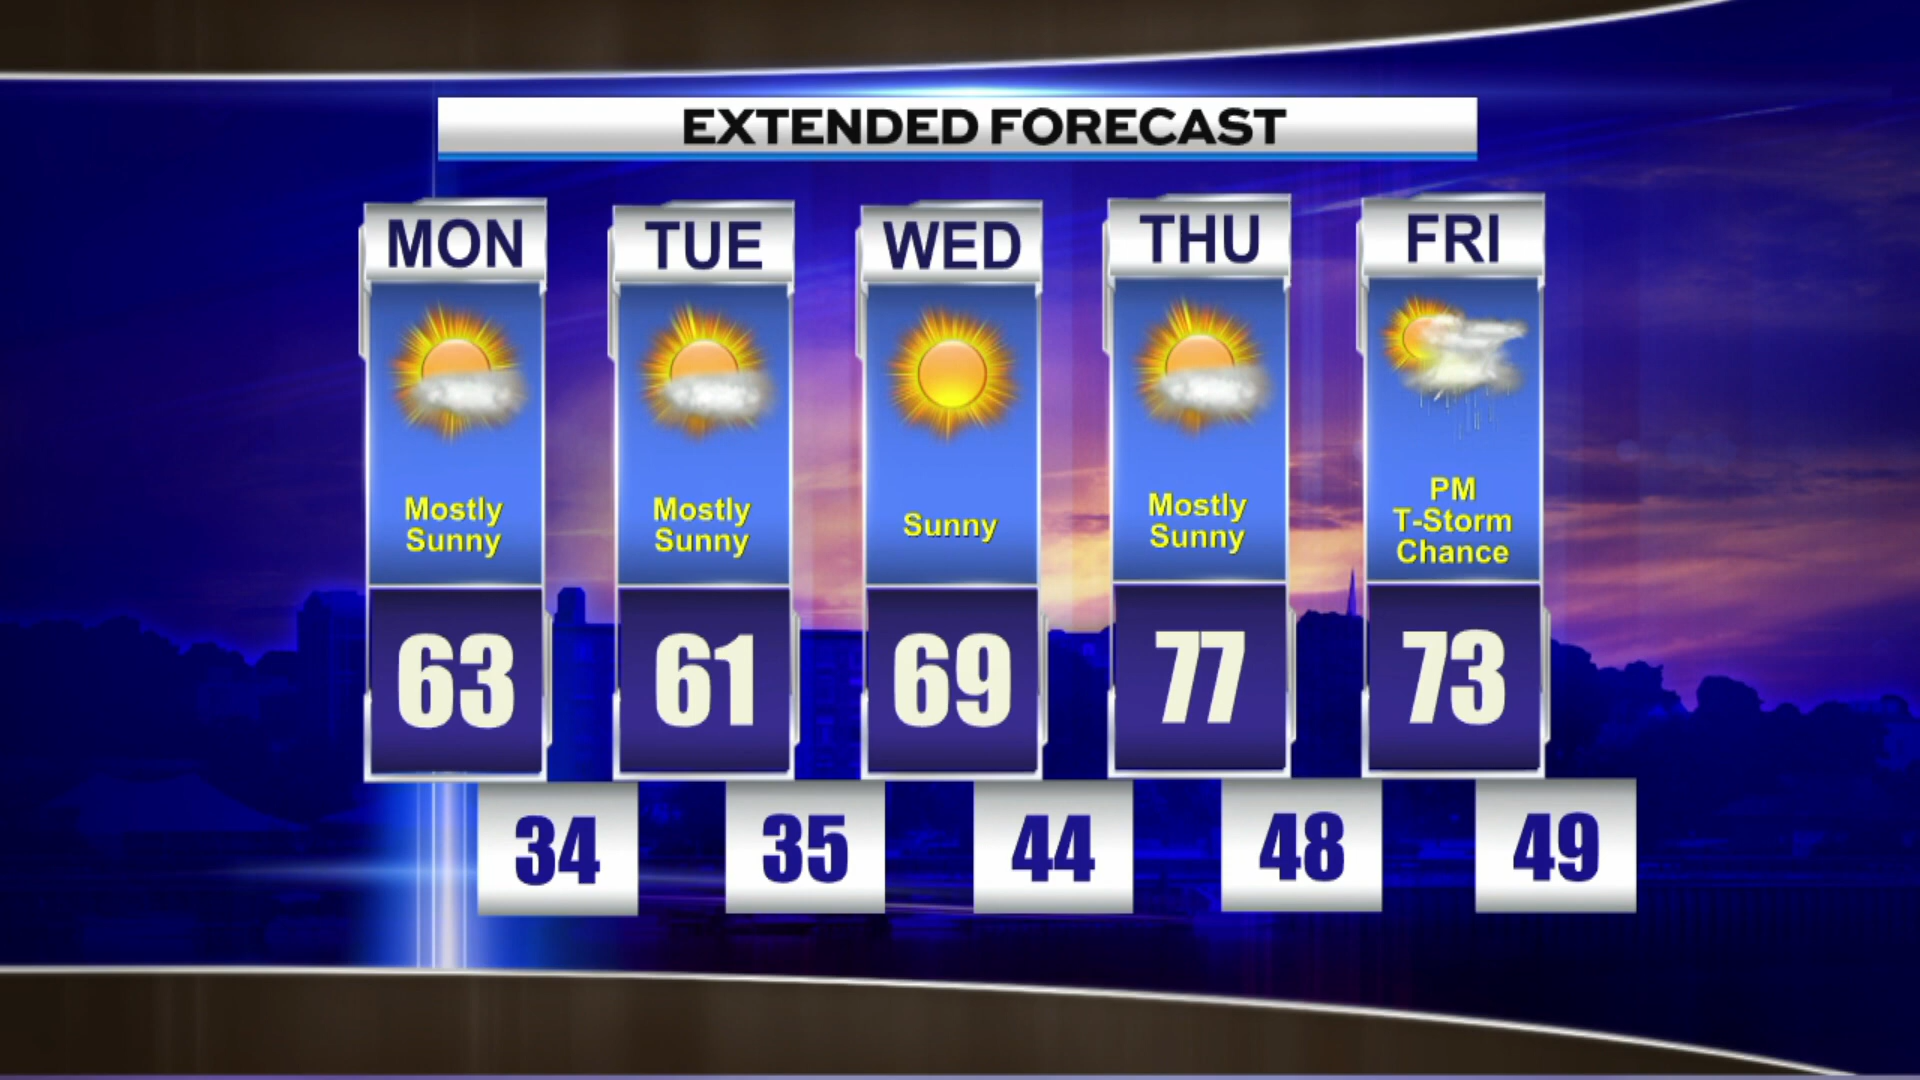 EXTENDED FORECAST
MON
TUE
WED
THU
FRI
Mostly
Sunny
Mostly
Sunny
Sunny
Mostly
Sunny
PM
T-Storm
Chance
63
61
69
77
73
34
35
44
48
49